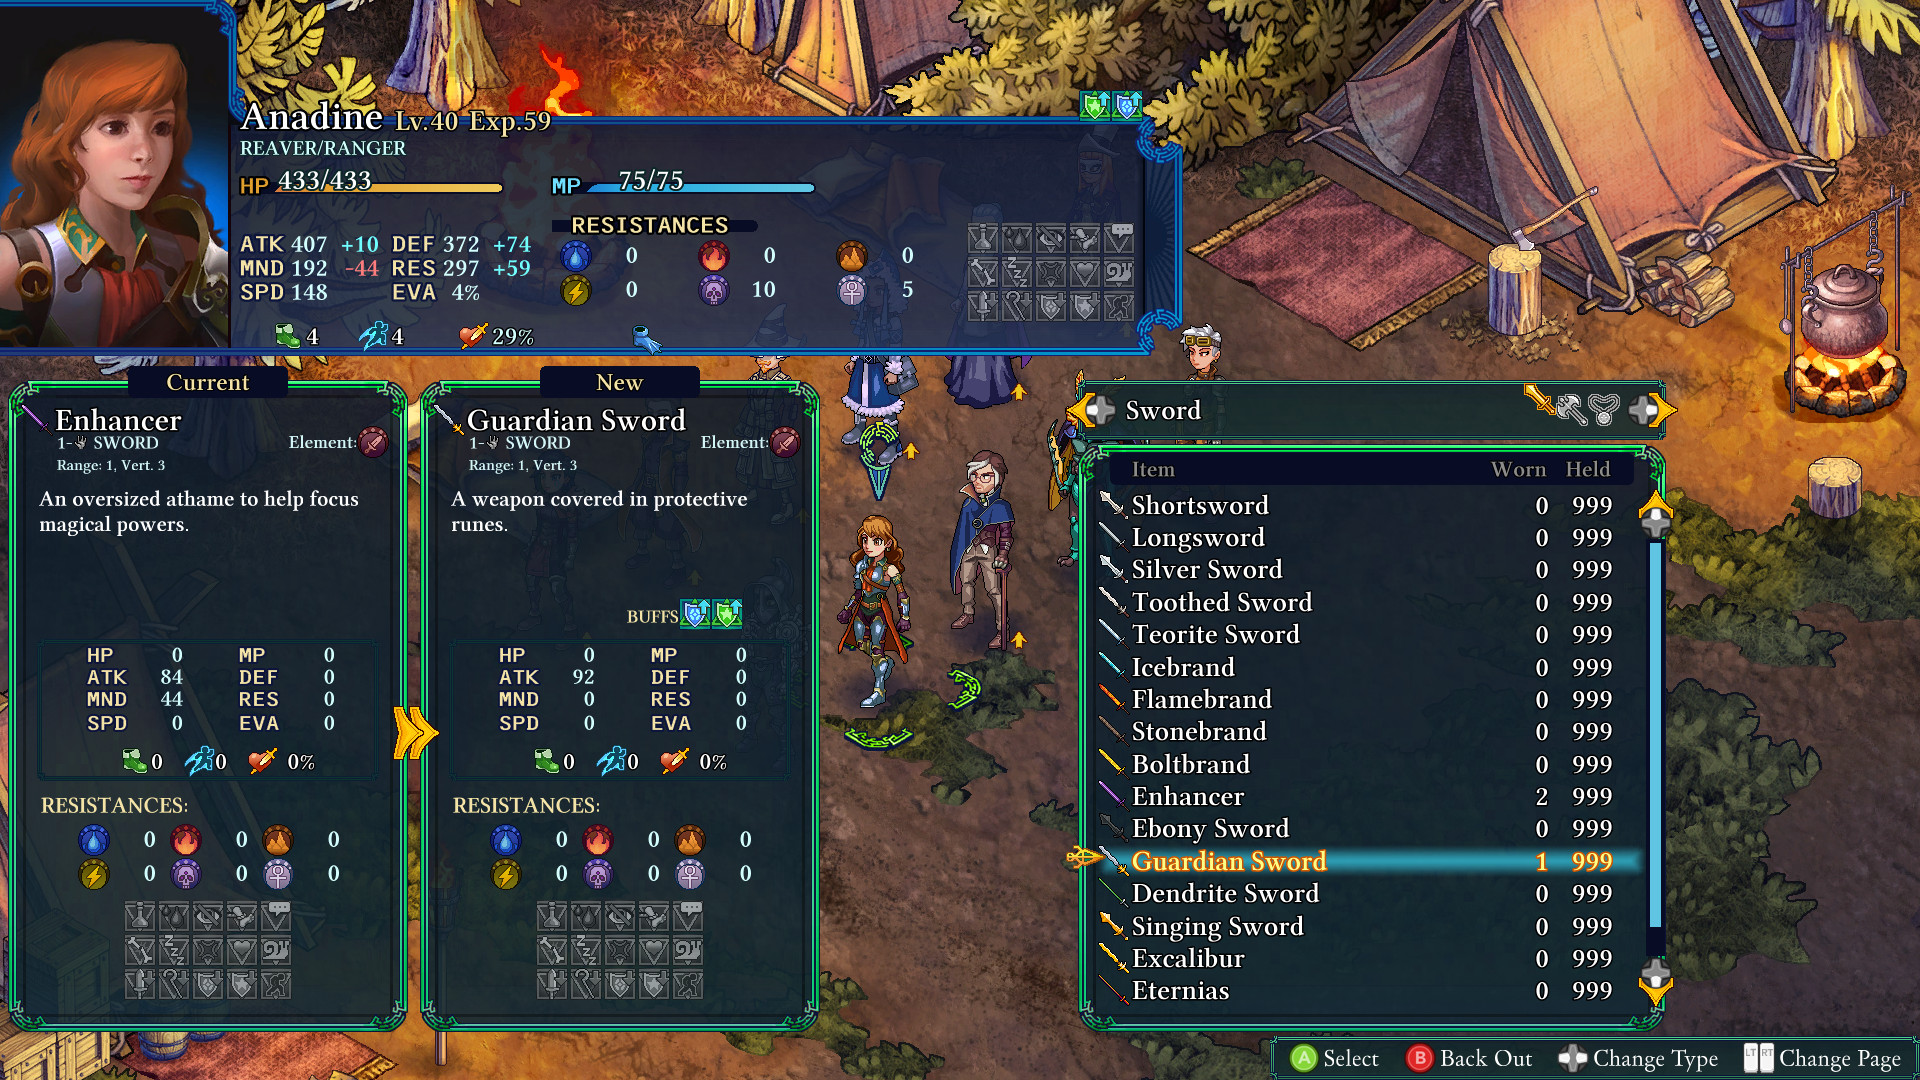 Anadine Lv.40 Exp.59
REAVER/RANGER
HP 433/433 MP 75/75
RESISTANCES
ATK 407 +10 DEF 372 +74
MND 192 -44 RES 297 +59
SPD 148 EVA 4%
0 0 0
0 10 5
4 4 29%
Current
Enhancer
1- SWORD Element:
Range: 1, Vert. 3
An oversized athame to help focus
magical powers.
HP 0 MP 0
ATK 84 DEF 0
MND 44 RES 0
SPD 0 EVA 0
0 0 0%
RESISTANCES:
0 0 0
0 0 0
New
Guardian Sword
1- SWORD Element:
Range: 1, Vert. 3
A weapon covered in protective
runes.
BUFFS
HP 0 MP 0
ATK 92 DEF 0
MND 0 RES 0
SPD 0 EVA 0
0 0 0%
RESISTANCES:
0 0 0
0 0 0
Sword
Item Worn Held
Shortsword 0 999
Longsword 0 999
Silver Sword 0 999
Toothed Sword 0 999
Teorite Sword 0 999
Icebrand 0 999
Flamebrand 0 999
Stonebrand 0 999
Boltbrand 0 999
Enhancer 2 999
Ebony Sword 0 999
Guardian Sword 1 999
Dendrite Sword 0 999
Singing Sword 0 999
Excalibur 0 999
Eternias 0 999
A Select B Back Out Change Type LT RT Change Page